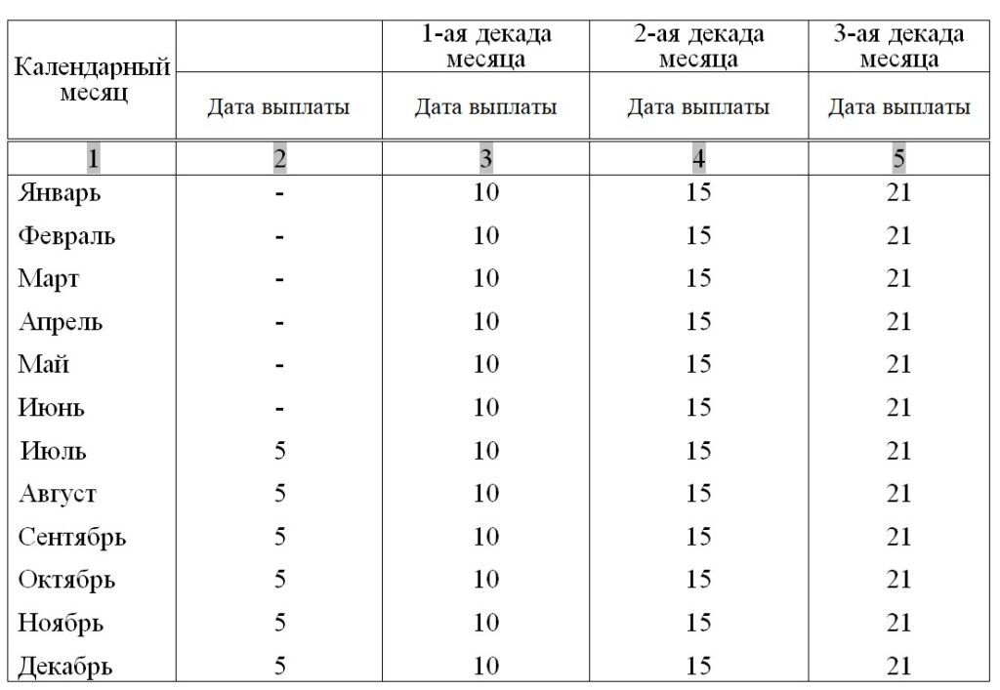 Календарный месяц | | 1-ая декада месяца | 2-ая декада месяца | 3-ая декада месяца
Дата выплаты | Дата выплаты | Дата выплаты | Дата выплаты
1 | 2 | 3 | 4 | 5
Январь | - | 10 | 15 | 21
Февраль | - | 10 | 15 | 21
Март | - | 10 | 15 | 21
Апрель | - | 10 | 15 | 21
Май | - | 10 | 15 | 21
Июнь | - | 10 | 15 | 21
Июль | 5 | 10 | 15 | 21
Август | 5 | 10 | 15 | 21
Сентябрь | 5 | 10 | 15 | 21
Октябрь | 5 | 10 | 15 | 21
Ноябрь | 5 | 10 | 15 | 21
Декабрь | 5 | 10 | 15 | 21